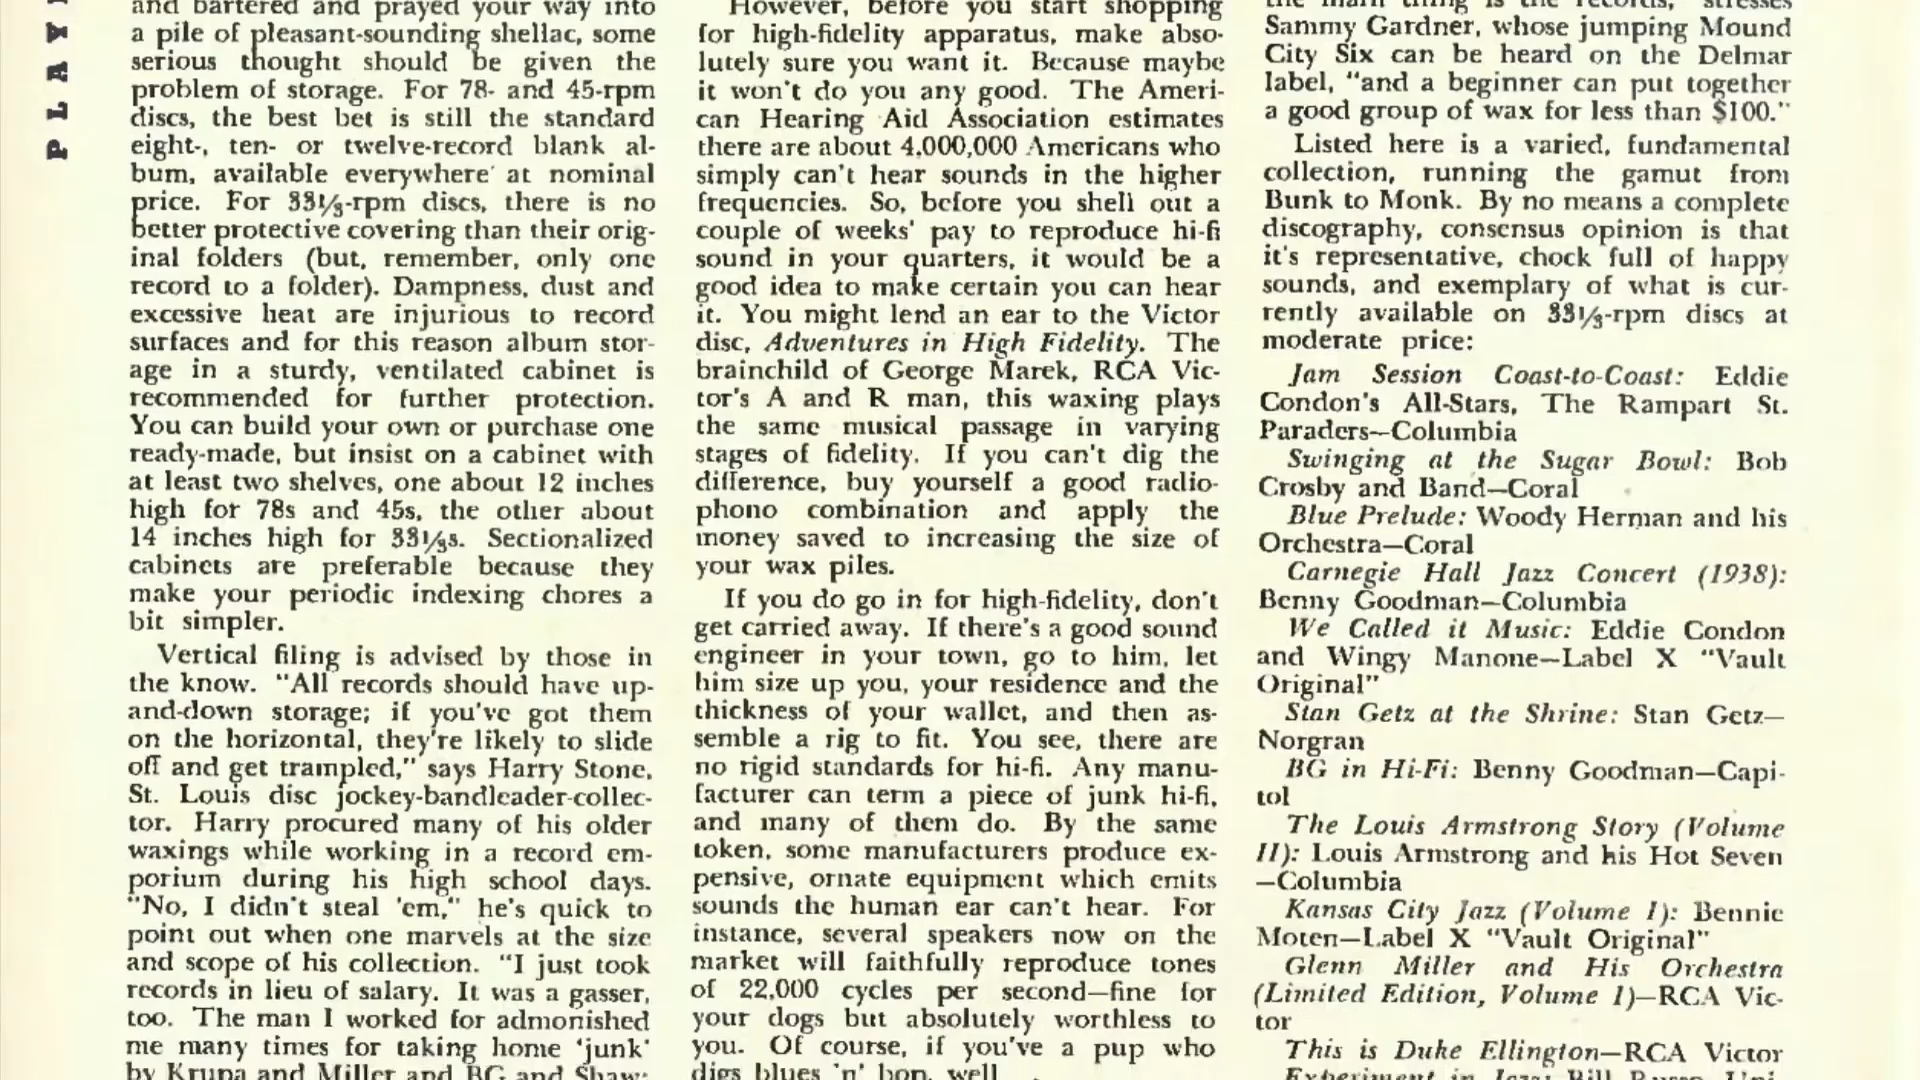 PLAY
and bartered and prayed your way into
a pile of pleasant-sounding shellac, some
serious thought should be given the
problem of storage. For 78- and 45-rpm
discs, the best bet is still the standard
eight-, ten- or twelve-record blank al-
bum, available everywhere at nominal
price. For 33⅓-rpm discs, there is no
better protective covering than their orig-
inal folders (but, remember, only one
record to a folder). Dampness, dust and
excessive heat are injurious to record
surfaces and for this reason album stor-
age in a sturdy, ventilated cabinet is
recommended for further protection.
You can build your own or purchase one
ready-made, but insist on a cabinet with
at least two shelves, one about 12 inches
high for 78s and 45s, the other about
14 inches high for 33⅓s. Sectionalized
cabinets are preferable because they
make your periodic indexing chores a
bit simpler.
Vertical filing is advised by those in
the know. "All records should have up-
and-down storage; if you've got them
on the horizontal, they're likely to slide
off and get trampled," says Harry Stone,
St. Louis disc jockey-bandleader-collec-
tor. Harry procured many of his older
waxings while working in a record em-
porium during his high school days.
"No, I didn't steal 'em," he's quick to
point out when one marvels at the size
and scope of his collection. "I just took
records in lieu of salary. It was a gasser,
too. The man I worked for admonished
me many times for taking home 'junk'
by Krupa and Miller and BG and Shaw;
However, before you start shopping
for high-fidelity apparatus, make abso-
lutely sure you want it. Because maybe
it won't do you any good. The Ameri-
can Hearing Aid Association estimates
there are about 4,000,000 Americans who
simply can't hear sounds in the higher
frequencies. So, before you shell out a
couple of weeks' pay to reproduce hi-fi
sound in your quarters, it would be a
good idea to make certain you can hear
it. You might lend an ear to the Victor
disc, Adventures in High Fidelity. The
brainchild of George Marek, RCA Vic-
tor's A and R man, this waxing plays
the same musical passage in varying
stages of fidelity. If you can't dig the
difference, buy yourself a good radio-
phono combination and apply the
money saved to increasing the size of
your wax piles.
If you do go in for high-fidelity, don't
get carried away. If there's a good sound
engineer in your town, go to him, let
him size up you, your residence and the
thickness of your wallet, and then as-
semble a rig to fit. You see, there are
no rigid standards for hi-fi. Any manu-
facturer can term a piece of junk hi-fi,
and many of them do. By the same
token, some manufacturers produce ex-
pensive, ornate equipment which emits
sounds the human ear can't hear. For
instance, several speakers now on the
market will faithfully reproduce tones
of 22,000 cycles per second—fine for
your dogs but absolutely worthless to
you. Of course, if you've a pup who
digs blues 'n' bop, well
the main thing is the records," stresses
Sammy Gardner, whose jumping Mound
City Six can be heard on the Delmar
label, "and a beginner can put together
a good group of wax for less than $100."
Listed here is a varied, fundamental
collection, running the gamut from
Bunk to Monk. By no means a complete
discography, consensus opinion is that
it's representative, chock full of happy
sounds, and exemplary of what is cur-
rently available on 33⅓-rpm discs at
moderate price:
Jam Session Coast-to-Coast: Eddie
Condon's All-Stars, The Rampart St.
Paraders—Columbia
Swinging at the Sugar Bowl: Bob
Crosby and Band—Coral
Blue Prelude: Woody Herman and his
Orchestra—Coral
Carnegie Hall Jazz Concert (1938):
Benny Goodman—Columbia
We Called it Music: Eddie Condon
and Wingy Manone—Label X "Vault
Original"
Stan Getz at the Shrine: Stan Getz—
Norgran
BG in Hi-Fi: Benny Goodman—Capi-
tol
The Louis Armstrong Story (Volume
II): Louis Armstrong and his Hot Seven
—Columbia
Kansas City Jazz (Volume I): Bennie
Moten—Label X "Vault Original"
Glenn Miller and His Orchestra
(Limited Edition, Volume 1)—RCA Vic-
tor
This is Duke Ellington—RCA Victor
Experiment in Jazz: Bill Russo